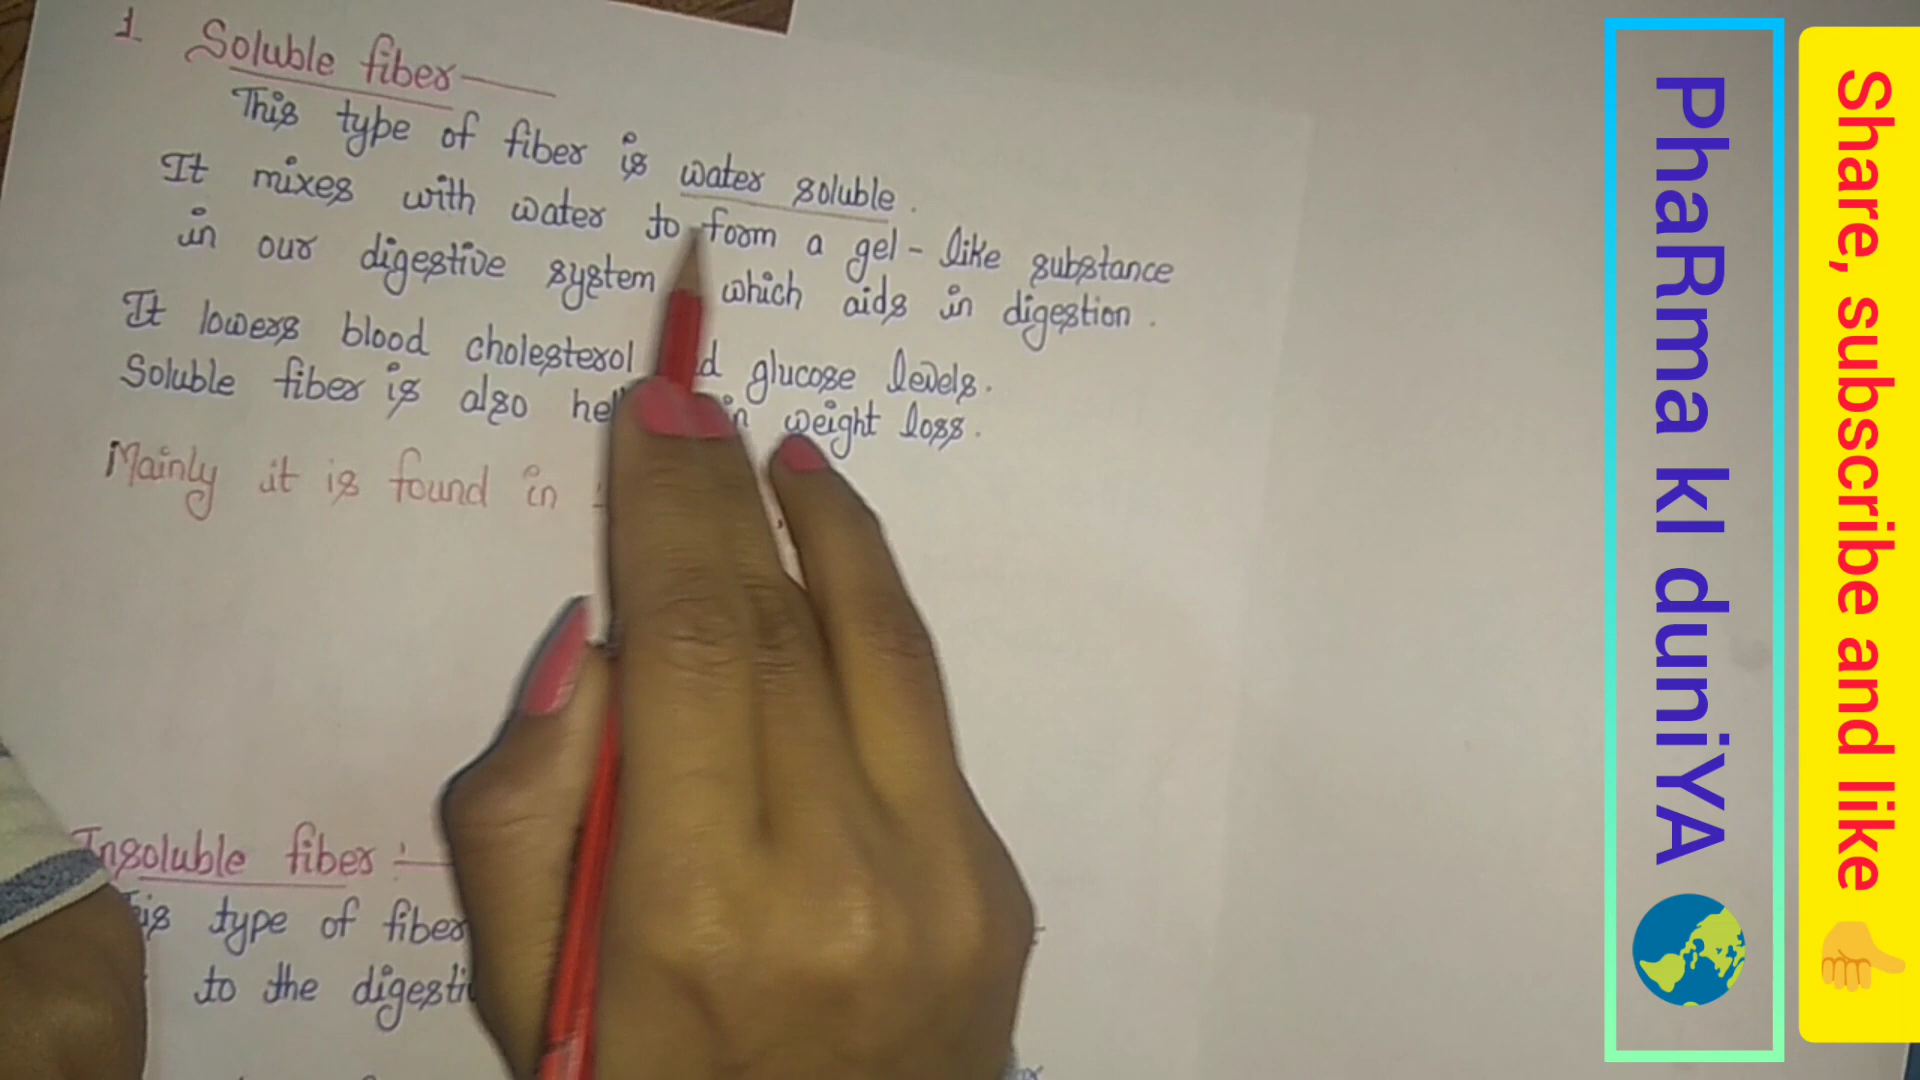 1 Soluble fiber —
This type of fiber is water soluble.
It mixes with water to form a gel-like substance
in our digestive system which aids in digestion.
It lowers blood cholesterol glucose levels.
Soluble fiber is also in weight loss.
Mainly it is found in
Insoluble fiber :—
type of fiber
to the
PhaRma kI duniYA 🌍
Share, subscribe and like 👍